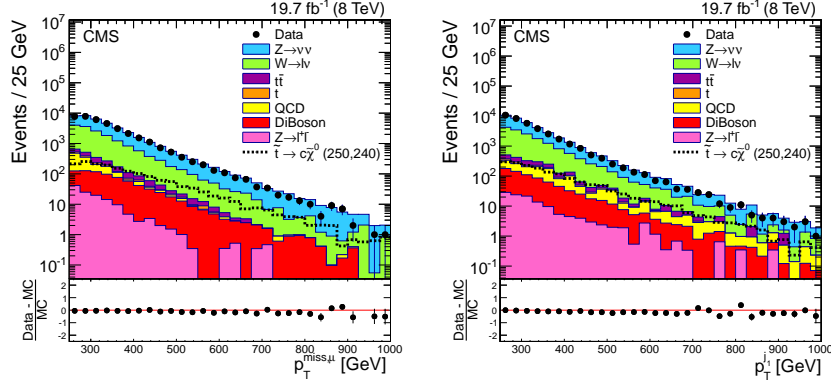 19.7 fb⁻¹ (8 TeV)
CMS
Data
Z→νν
W→lν
tt̄
t
QCD
DiBoson
Z→l⁺l⁻
t̃ → cχ̃⁰ (250,240)
Events / 25 GeV
10⁷
10⁶
10⁵
10⁴
10³
10²
10
1
10⁻¹
Data - MC
MC
2
1
0
-1
-2
300 400 500 600 700 800 900 1000
p_T^miss,μ [GeV]
19.7 fb⁻¹ (8 TeV)
CMS
Data
Z→νν
W→lν
tt̄
t
QCD
DiBoson
Z→l⁺l⁻
t̃ → cχ̃⁰ (250,240)
Events / 25 GeV
10⁷
10⁶
10⁵
10⁴
10³
10²
10
1
10⁻¹
Data - MC
MC
2
1
0
-1
-2
300 400 500 600 700 800 900 1000
p_T^j₁ [GeV]